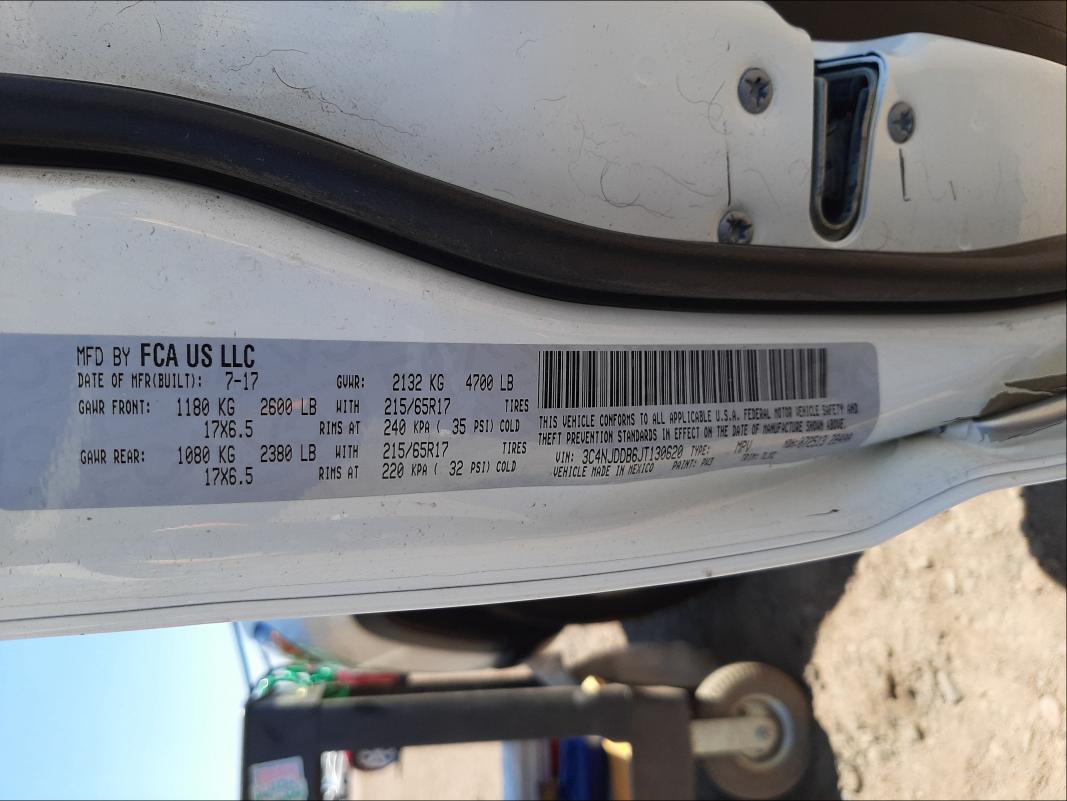 MFD BY FCA US LLC
DATE OF MFR(BUILT): 7-17 GVWR: 2132 KG 4700 LB
GAWR FRONT: 1180 KG 2600 LB WITH 215/65R17 TIRES
17X6.5 RIMS AT 240 KPA ( 35 PSI) COLD
GAWR REAR: 1080 KG 2380 LB WITH 215/65R17 TIRES
17X6.5 RIMS AT 220 KPA ( 32 PSI) COLD
THIS VEHICLE CONFORMS TO ALL APPLICABLE U.S.A. FEDERAL MOTOR VEHICLE SAFETY AND
THEFT PREVENTION STANDARDS IN EFFECT ON THE DATE OF MANUFACTURE SHOWN ABOVE.
VIN: 3C4NJDDB6JT130620 TYPE: MPV MDH:
VEHICLE MADE IN MEXICO PAINT: PW3 TRIM: